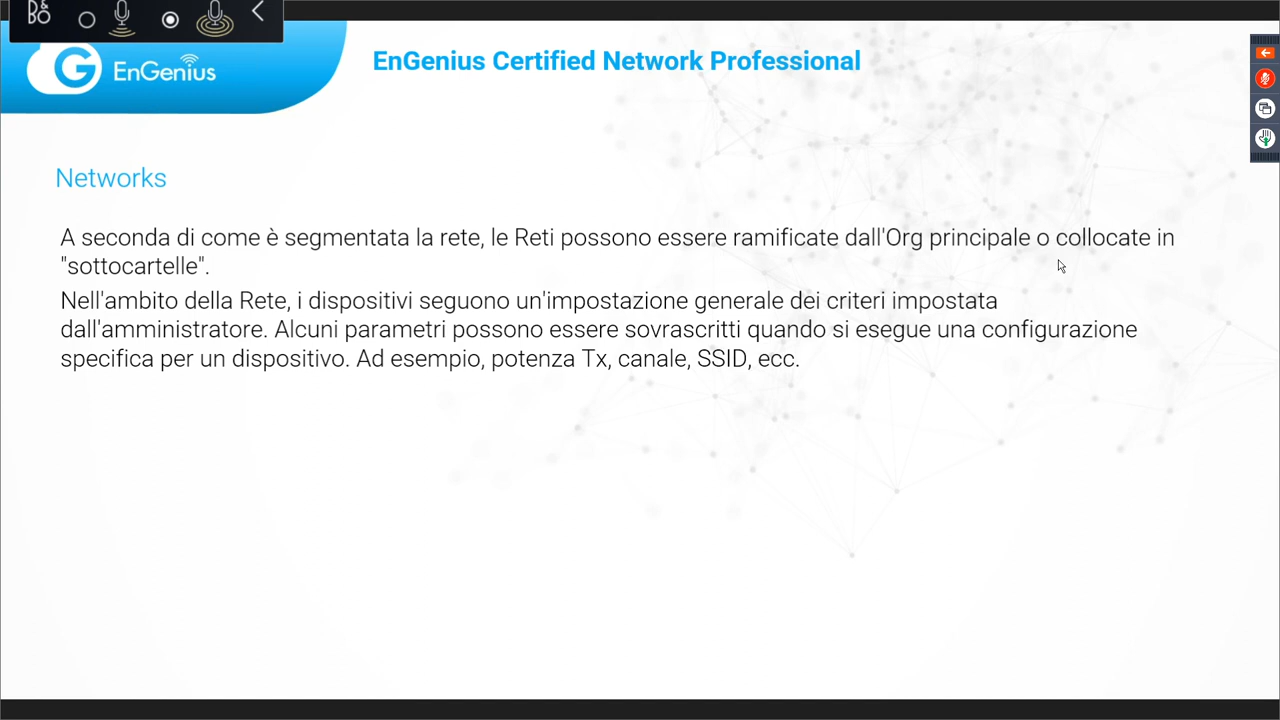 B&O
EnGenius
EnGenius Certified Network Professional
Networks
A seconda di come è segmentata la rete, le Reti possono essere ramificate dall'Org principale o collocate in
"sottocartelle".
Nell'ambito della Rete, i dispositivi seguono un'impostazione generale dei criteri impostata
dall'amministratore. Alcuni parametri possono essere sovrascritti quando si esegue una configurazione
specifica per un dispositivo. Ad esempio, potenza Tx, canale, SSID, ecc.